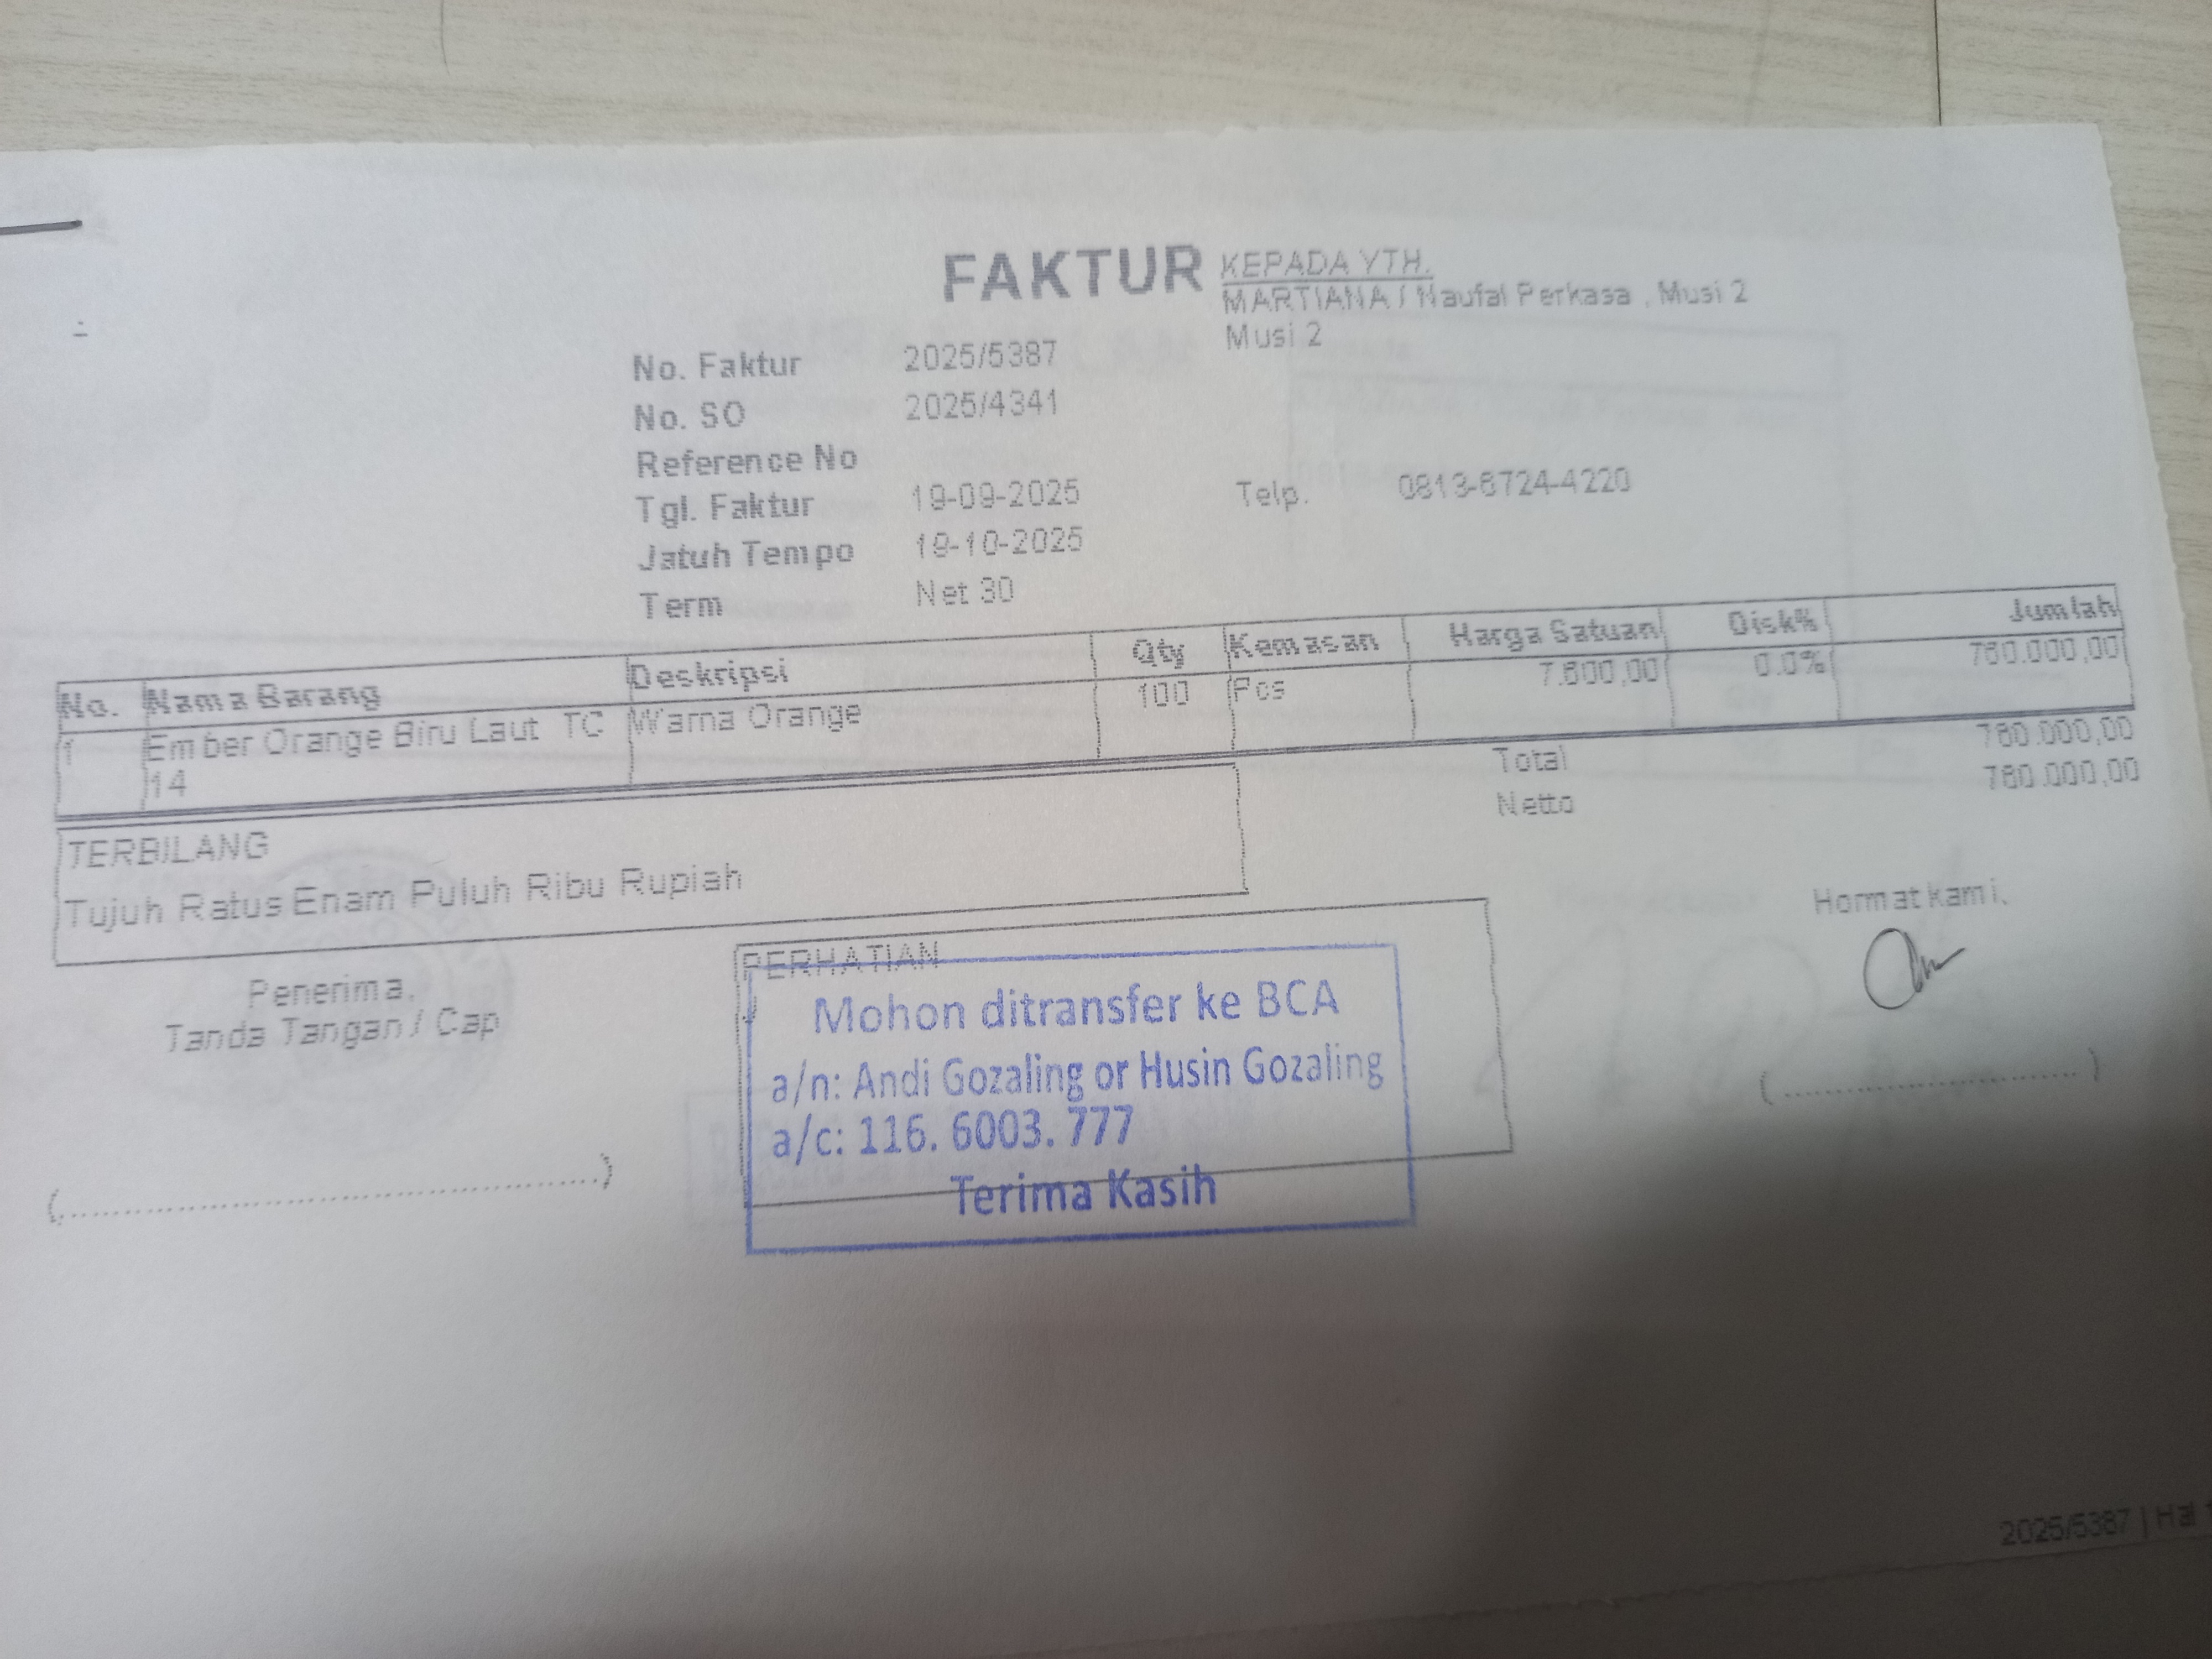 FAKTUR
KEPADA YTH.
MARTIANA / Naufal Perkasa , Musi 2
Musi 2
No. Faktur 2025/5387
No. SO 2025/4341
Reference No
Tgl. Faktur 19-09-2025
Telp. 0813-6724-4220
Jatuh Tempo 19-10-2025
Term Net 30
No. Nama Barang Deskripsi Qty Kemasan Harga Satuan Disk% Jumlah
1 Ember Orange Biru Laut TC Warna Orange 100 Pcs 7.600,00 0.0% 760.000,00
14
Total 760.000,00
Netto 760.000,00
TERBILANG
Tujuh Ratus Enam Puluh Ribu Rupiah
Penerima,
Tanda Tangan / Cap
(..................................................)
PERHATIAN
Mohon ditransfer ke BCA
a/n: Andi Gozaling or Husin Gozaling
a/c: 116. 6003. 777
Terima Kasih
Hormat kami,
(..............................)
2025/5387 | Hal 1